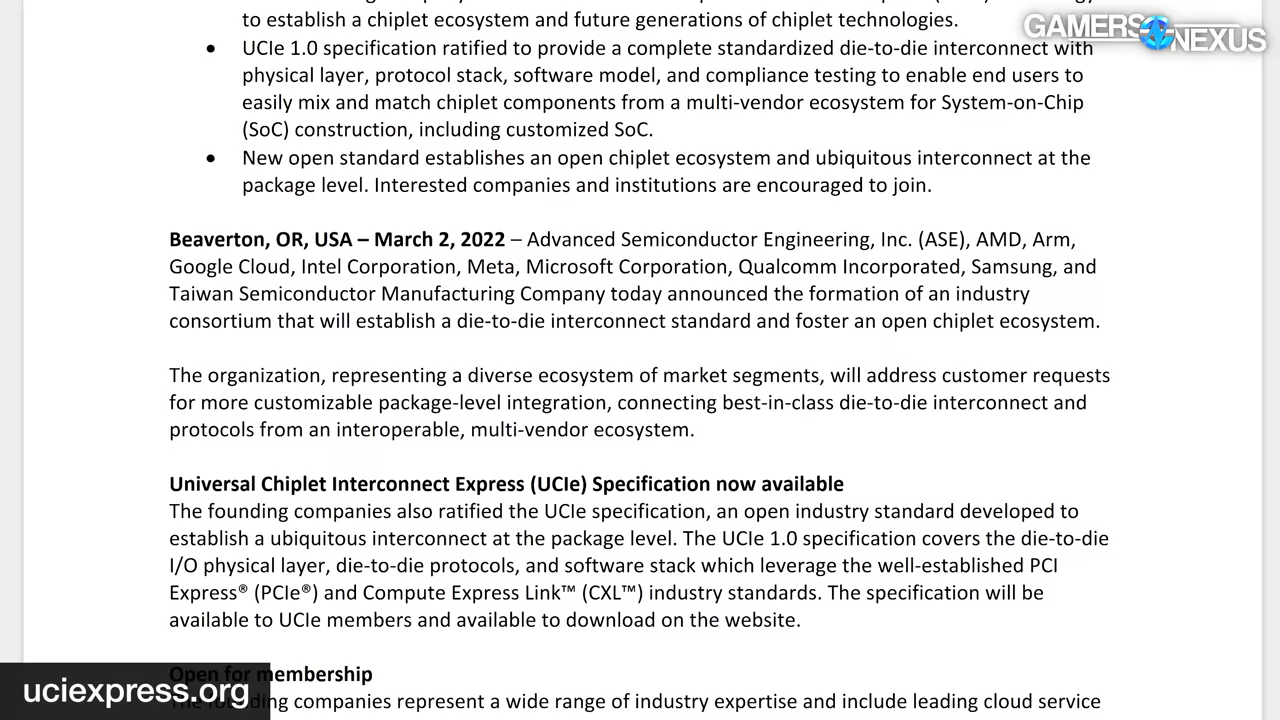 to establish a chiplet ecosystem and future generations of chiplet technologies.
GAMERS NEXUS
• UCIe 1.0 specification ratified to provide a complete standardized die-to-die interconnect with
physical layer, protocol stack, software model, and compliance testing to enable end users to
easily mix and match chiplet components from a multi-vendor ecosystem for System-on-Chip
(SoC) construction, including customized SoC.
• New open standard establishes an open chiplet ecosystem and ubiquitous interconnect at the
package level. Interested companies and institutions are encouraged to join.
Beaverton, OR, USA – March 2, 2022 – Advanced Semiconductor Engineering, Inc. (ASE), AMD, Arm,
Google Cloud, Intel Corporation, Meta, Microsoft Corporation, Qualcomm Incorporated, Samsung, and
Taiwan Semiconductor Manufacturing Company today announced the formation of an industry
consortium that will establish a die-to-die interconnect standard and foster an open chiplet ecosystem.
The organization, representing a diverse ecosystem of market segments, will address customer requests
for more customizable package-level integration, connecting best-in-class die-to-die interconnect and
protocols from an interoperable, multi-vendor ecosystem.
Universal Chiplet Interconnect Express (UCIe) Specification now available
The founding companies also ratified the UCIe specification, an open industry standard developed to
establish a ubiquitous interconnect at the package level. The UCIe 1.0 specification covers the die-to-die
I/O physical layer, die-to-die protocols, and software stack which leverage the well-established PCI
Express® (PCIe®) and Compute Express Link™ (CXL™) industry standards. The specification will be
available to UCIe members and available to download on the website.
Open for membership
The founding companies represent a wide range of industry expertise and include leading cloud service
uciexpress.org